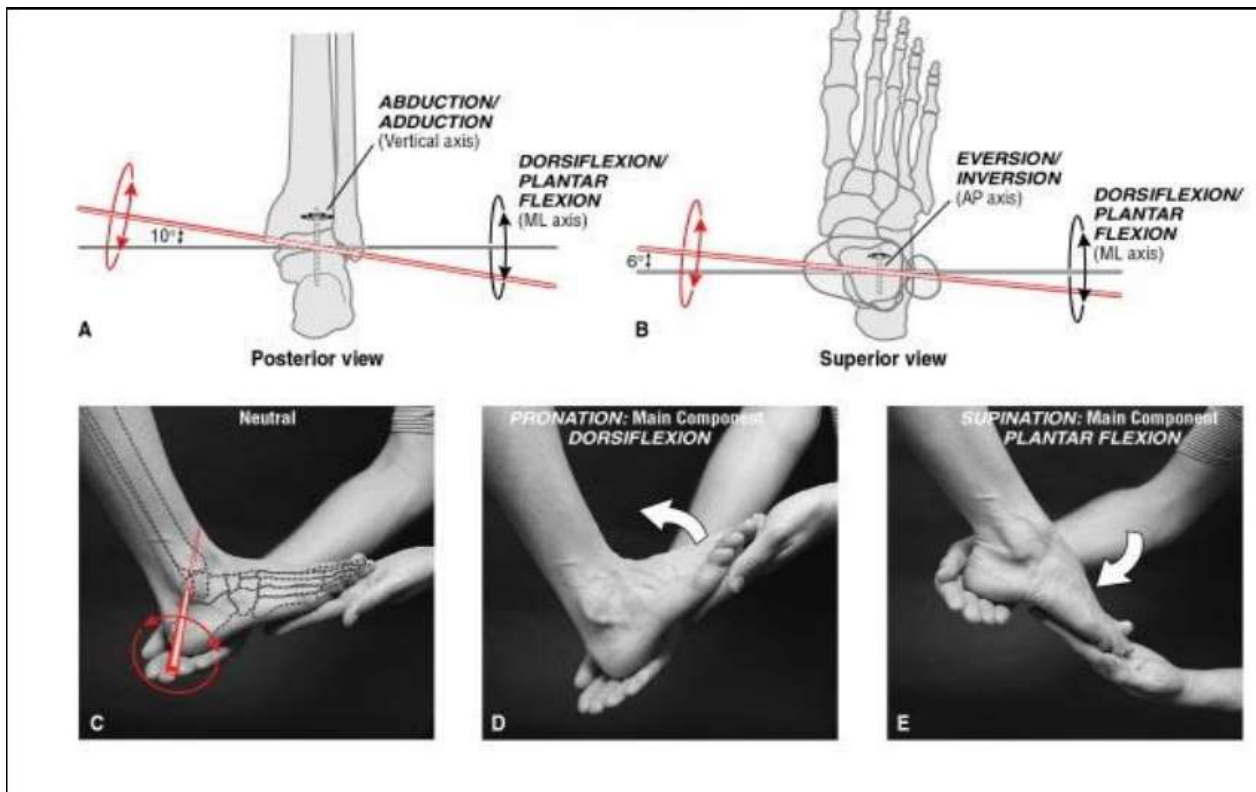 ABDUCTION/
ADDUCTION
(Vertical axis)
DORSIFLEXION/
PLANTAR
FLEXION
(ML axis)
10°
A
Posterior view
EVERSION/
INVERSION
(AP axis)
DORSIFLEXION/
PLANTAR
FLEXION
(ML axis)
6°
B
Superior view
Neutral
C
PRONATION: Main Component
DORSIFLEXION
D
SUPINATION: Main Component
PLANTAR FLEXION
E